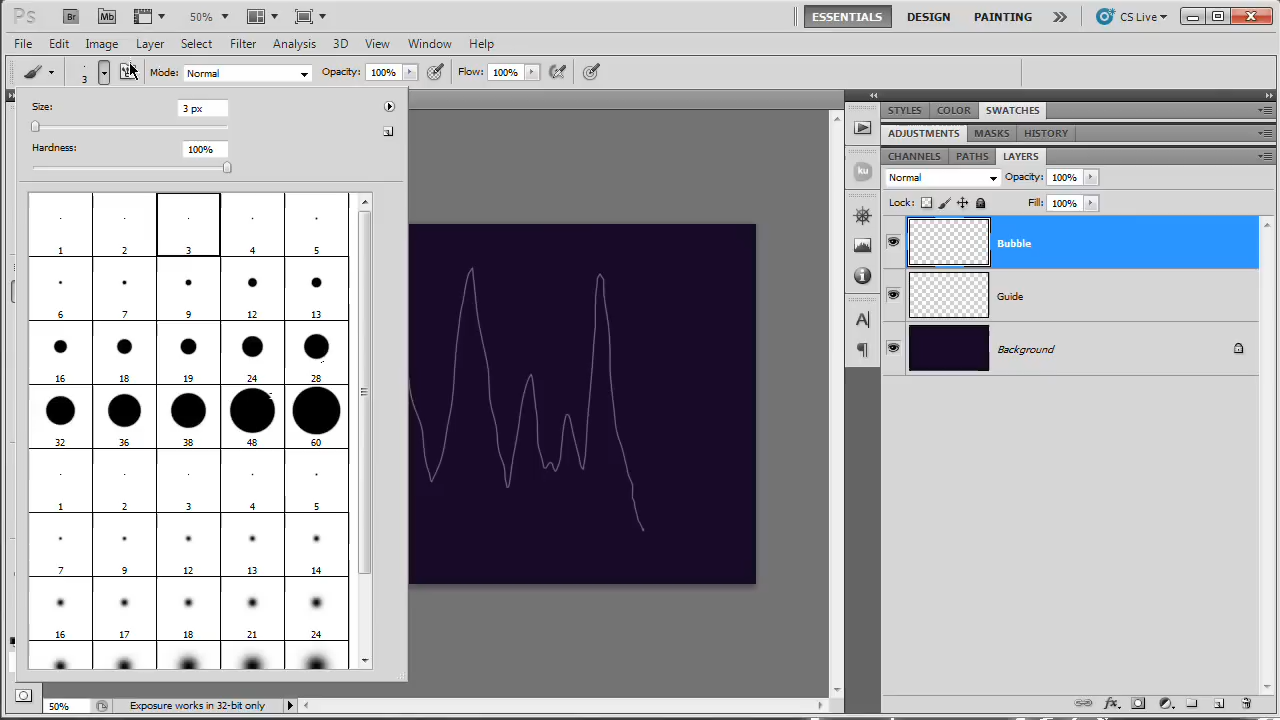 Ps Br Mb 50% ESSENTIALS DESIGN PAINTING CS Live
File Edit Image Layer Select Filter Analysis 3D View Window Help
3 Mode: Normal Opacity: 100% Flow: 100%
Size: 3 px
Hardness: 100%
1 2 3 4 5
6 7 9 12 13
16 18 19 24 28
32 36 38 48 60
1 2 3 4 5
7 9 12 13 14
16 17 18 21 24
50% Exposure works in 32-bit only
ku
A
STYLES COLOR SWATCHES
ADJUSTMENTS MASKS HISTORY
CHANNELS PATHS LAYERS
Normal Opacity: 100%
Lock: Fill: 100%
Bubble
Guide
Background
fx